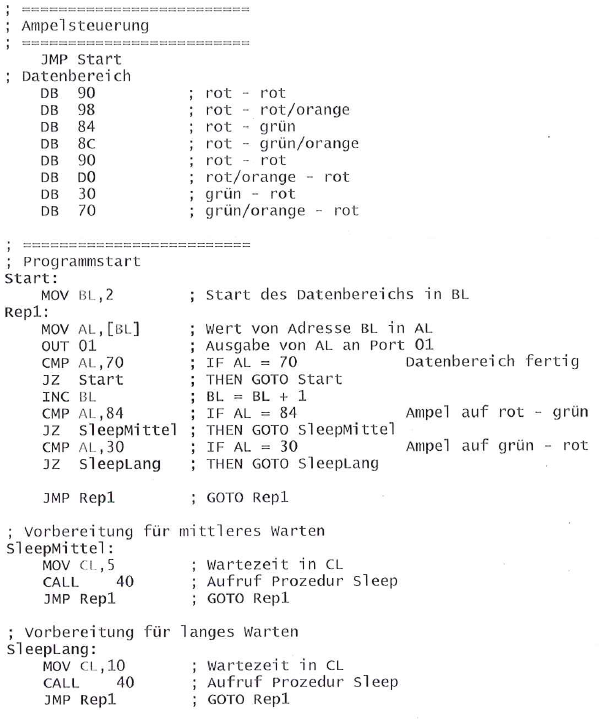 ; =========================
; Ampelsteuerung
; =========================
    JMP Start
; Datenbereich
    DB  90          ; rot - rot
    DB  98          ; rot - rot/orange
    DB  84          ; rot - grün
    DB  8C          ; rot - grün/orange
    DB  90          ; rot - rot
    DB  D0          ; rot/orange - rot
    DB  30          ; grün - rot
    DB  70          ; grün/orange - rot
; =========================
; Programmstart
Start:
    MOV BL,2        ; Start des Datenbereichs in BL
Rep1:
    MOV AL,[BL]     ; Wert von Adresse BL in AL
    OUT 01          ; Ausgabe von AL an Port 01
    CMP AL,70       ; IF AL = 70            Datenbereich fertig
    JZ  Start       ; THEN GOTO Start
    INC BL          ; BL = BL + 1
    CMP AL,84       ; IF AL = 84            Ampel auf rot - grün
    JZ  SleepMittel ; THEN GOTO SleepMittel
    CMP AL,30       ; IF AL = 30            Ampel auf grün - rot
    JZ  SleepLang   ; THEN GOTO SleepLang
    JMP Rep1        ; GOTO Rep1
; Vorbereitung für mittleres Warten
SleepMittel:
    MOV CL,5        ; Wartezeit in CL
    CALL    40      ; Aufruf Prozedur Sleep
    JMP Rep1        ; GOTO Rep1
; Vorbereitung für langes Warten
SleepLang:
    MOV CL,10       ; Wartezeit in CL
    CALL    40      ; Aufruf Prozedur Sleep
    JMP Rep1        ; GOTO Rep1